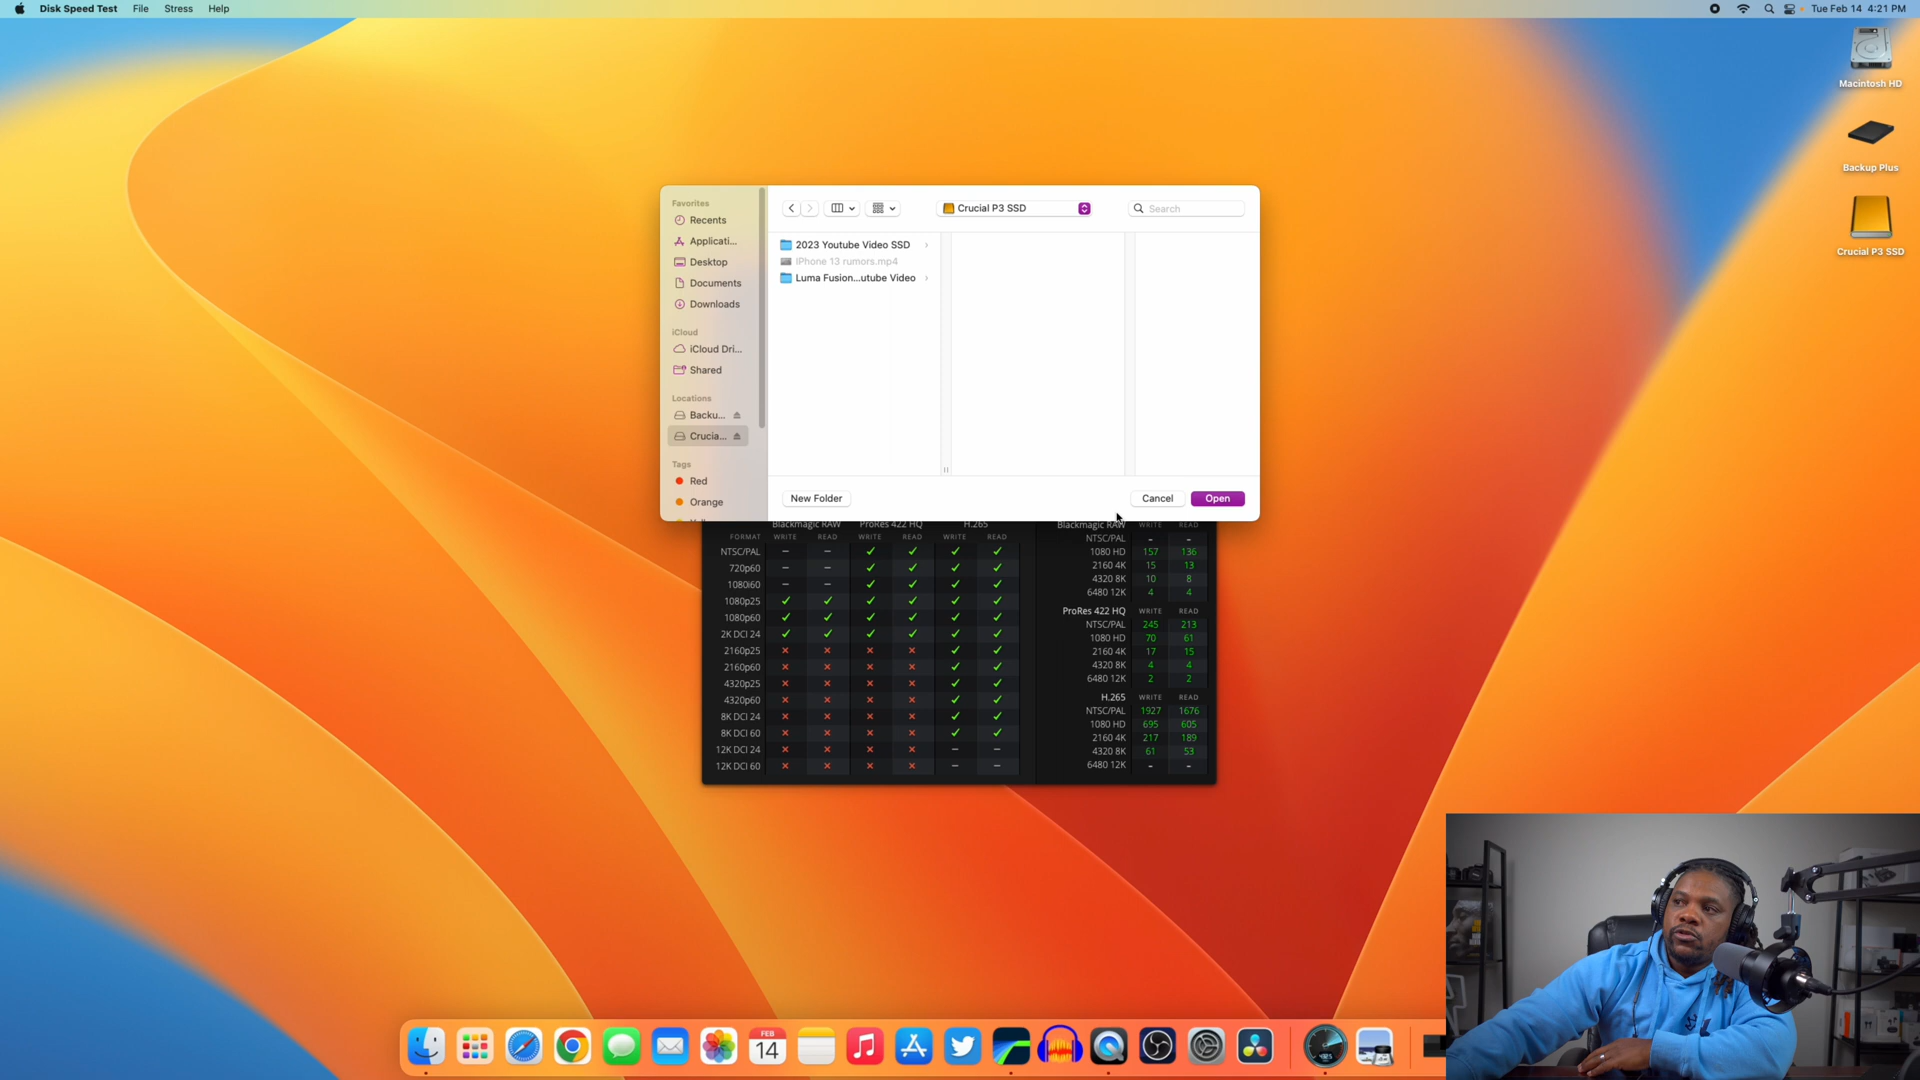 Disk Speed Test File Stress Help
Tue Feb 14 4:21 PM
Macintosh HD
Backup Plus
Crucial P3 SSD
Favorites
Recents
Applicati...
Desktop
Documents
Downloads
iCloud
iCloud Dri...
Shared
Locations
Backu...
Crucia...
Tags
Red
Orange
Crucial P3 SSD
Search
2023 Youtube Video SSD
iPhone 13 rumors.mp4
Luma Fusion...utube Video
New Folder
Cancel
Open
Blackmagic RAW ProRes 422 HQ H.265
FORMAT WRITE READ WRITE READ WRITE READ
NTSC/PAL – – ✓ ✓ ✓ ✓
720p60 – – ✓ ✓ ✓ ✓
1080i60 – – ✓ ✓ ✓ ✓
1080p25 ✓ ✓ ✓ ✓ ✓ ✓
1080p60 ✓ ✓ ✓ ✓ ✓ ✓
2K DCI 24 ✓ ✓ ✓ ✓ ✓ ✓
2160p25 × × × × ✓ ✓
2160p60 × × × × ✓ ✓
4320p25 × × × × ✓ ✓
4320p60 × × × × ✓ ✓
8K DCI 24 × × × × ✓ ✓
8K DCI 60 × × × × ✓ ✓
12K DCI 24 × × × × – –
12K DCI 60 × × × × – –
Blackmagic RAW WRITE READ
NTSC/PAL - -
1080 HD 157 136
2160 4K 15 13
4320 8K 10 8
6480 12K 4 4
ProRes 422 HQ WRITE READ
NTSC/PAL 245 213
1080 HD 70 61
2160 4K 17 15
4320 8K 4 4
6480 12K 2 2
H.265 WRITE READ
NTSC/PAL 1927 1676
1080 HD 695 605
2160 4K 217 189
4320 8K 61 53
6480 12K - -
FEB
14